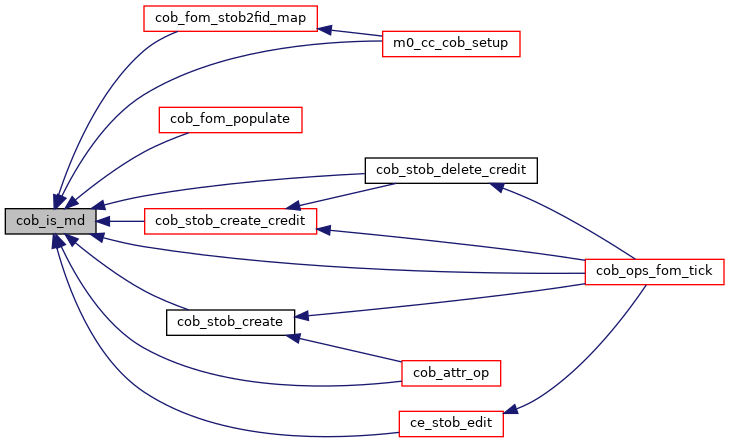 cob_fom_stob2fid_map
m0_cc_cob_setup
cob_fom_populate
cob_stob_delete_credit
cob_is_md
cob_stob_create_credit
cob_ops_fom_tick
cob_stob_create
cob_attr_op
ce_stob_edit